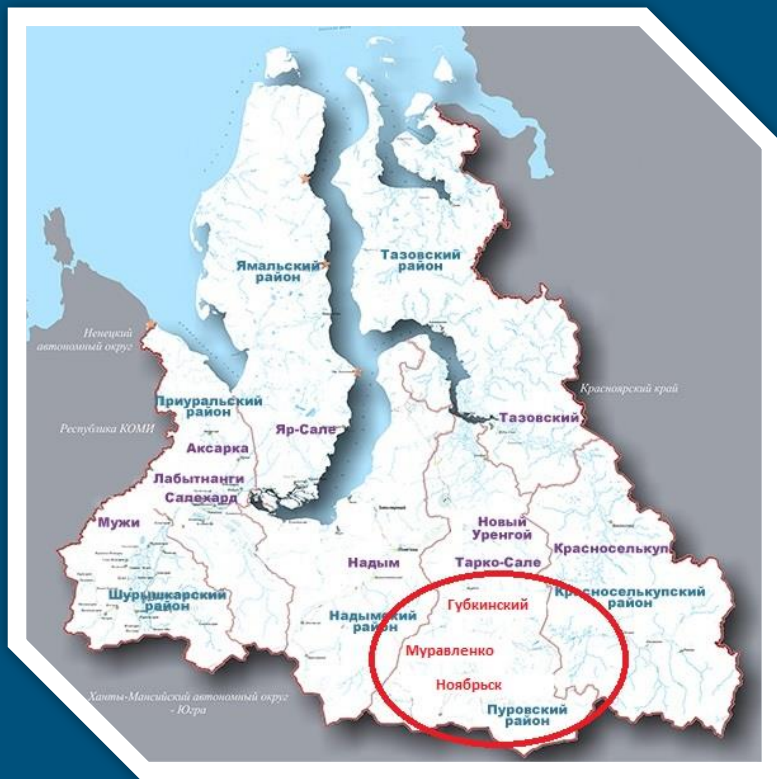 Ямальский
район
Тазовский
район
Ненецкий
автономный округ
Красноярский край
Приуральский
район
Тазовский
Республика КОМИ
Яр-Сале
Аксарка
Лабытнанги
Салехард
Мужи
Новый
Уренгой
Надым
Тарко-Сале
Красноселькуп
Шурышкарский
район
Надымский
район
Губкинский
Красноселькупский
район
Муравленко
Ноябрьск
Ханты-Мансийский автономный округ
- Югра
Пуровский
район